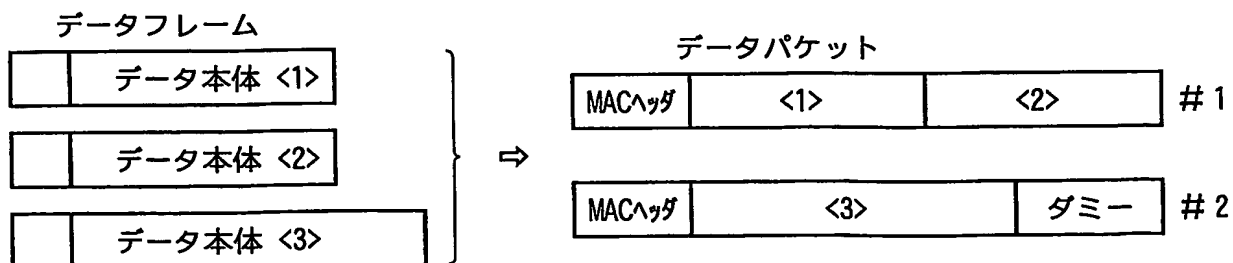 データフレーム
データ本体 <1>
データ本体 <2>
データ本体 <3>
⇨
データパケット
MACヘッダ <1> <2> #1
MACヘッダ <3> ダミー #2